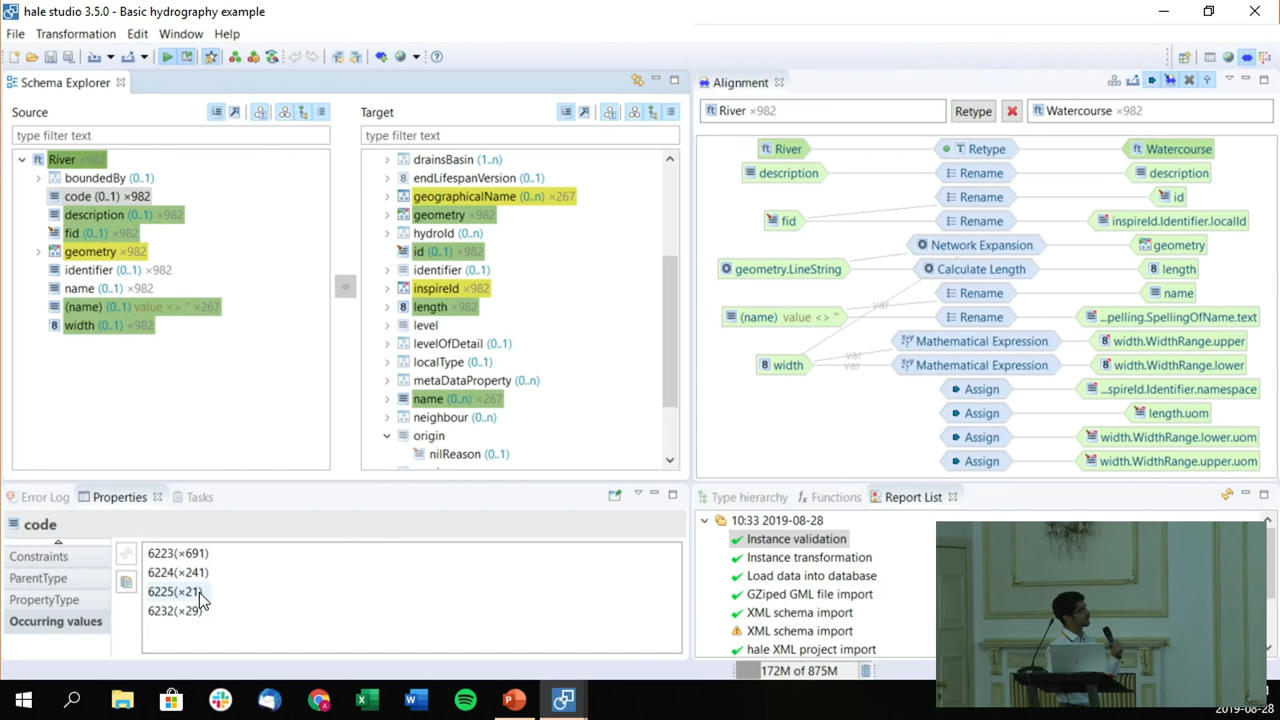 hale studio 3.5.0 - Basic hydrography example
File Transformation Edit Window Help
Schema Explorer
Source
Target
type filter text
type filter text
River ×982
boundedBy (0..1)
code (0..1) ×982
description (0..1) ×982
fid (0..1) ×982
geometry ×982
identifier (0..1) ×982
name (0..1) ×982
(name) (0..1) value <> '' ×267
width (0..1) ×982
drainsBasin (1..n)
endLifespanVersion (0..1)
geographicalName (0..n) ×267
geometry ×982
hydroId (0..n)
id (0..1) ×982
identifier (0..1)
inspireId ×982
length ×982
level
levelOfDetail (0..1)
localType (0..1)
metaDataProperty (0..n)
name (0..n) ×267
neighbour (0..n)
origin
nilReason (0..1)
Alignment
River ×982
Retype
Watercourse ×982
River Retype Watercourse
description Rename description
Rename id
fid Rename inspireId.Identifier.localId
Network Expansion geometry
geometry.LineString Calculate Length length
var Rename name
(name) value <> '' Rename ...pelling.SpellingOfName.text
var Mathematical Expression width.WidthRange.upper
width var Mathematical Expression width.WidthRange.lower
Assign ...spireId.Identifier.namespace
Assign length.uom
Assign width.WidthRange.lower.uom
Assign width.WidthRange.upper.uom
Error Log Properties Tasks
code
Constraints
ParentType
PropertyType
Occurring values
6223(×691)
6224(×241)
6225(×21)
6232(×29)
Type hierarchy Functions Report List
10:33 2019-08-28
Instance validation
Instance transformation
Load data into database
GZiped GML file import
XML schema import
XML schema import
hale XML project import
172M of 875M
2019-08-28